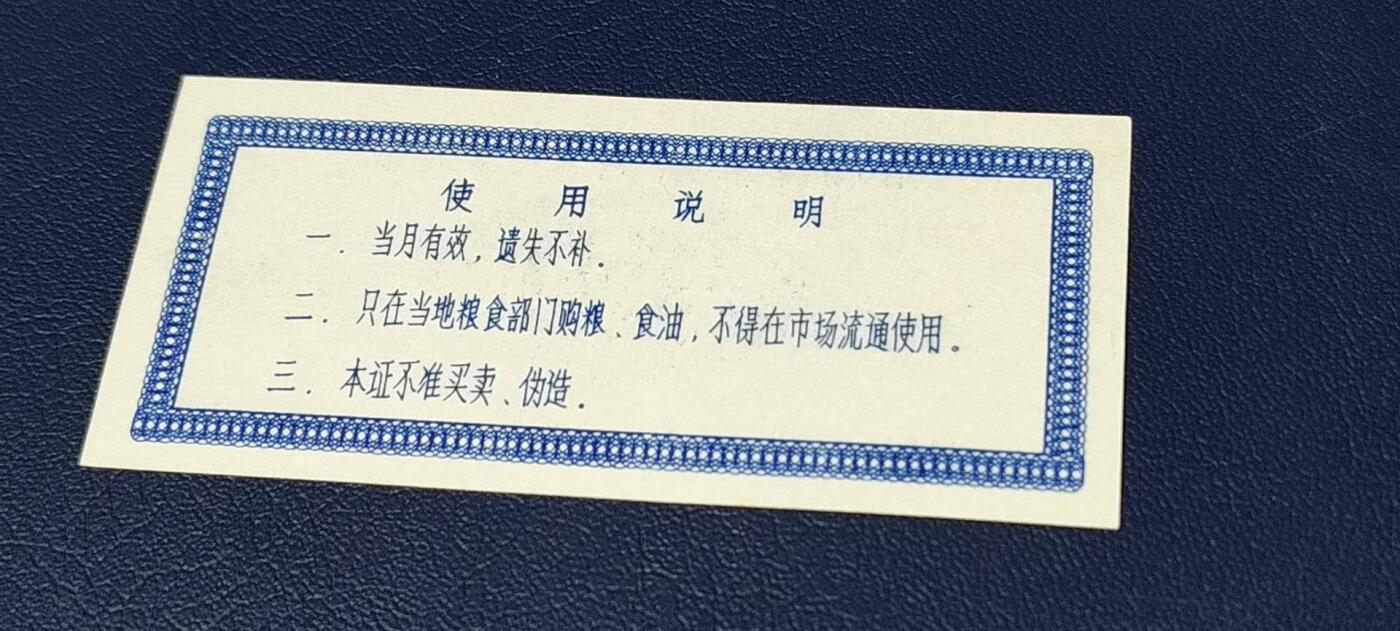 使用说明
一．当月有效，遗失不补．
二．只在当地粮食部门购粮、食油，不得在市场流通使用。
三．本证不准买卖、伪造．